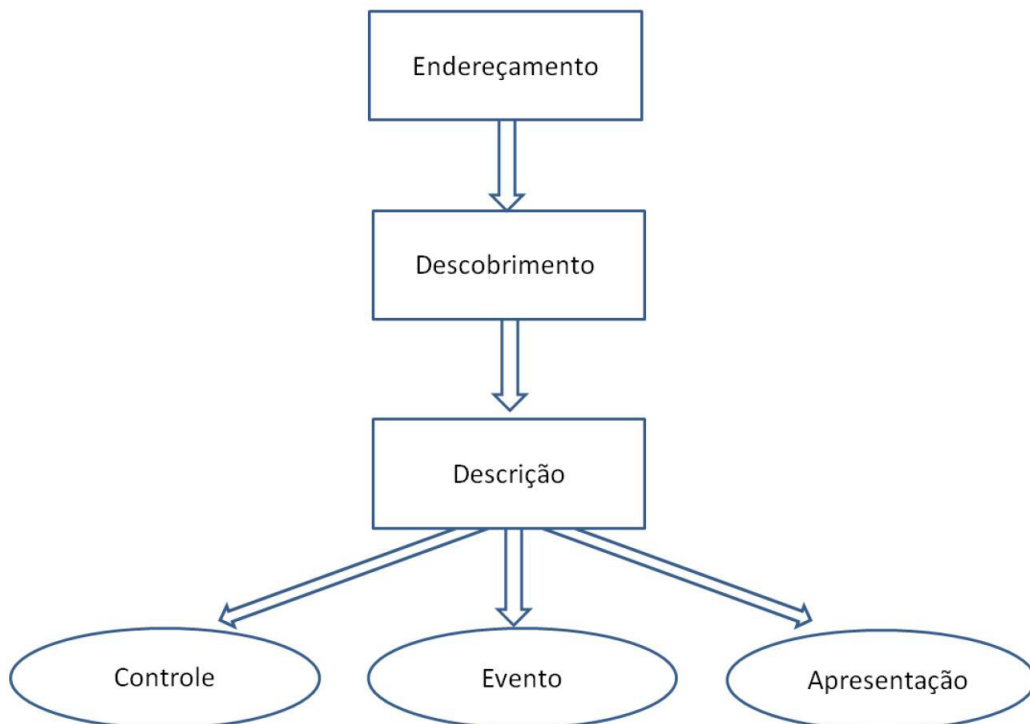 Endereçamento
Descobrimento
Descrição
Controle
Evento
Apresentação